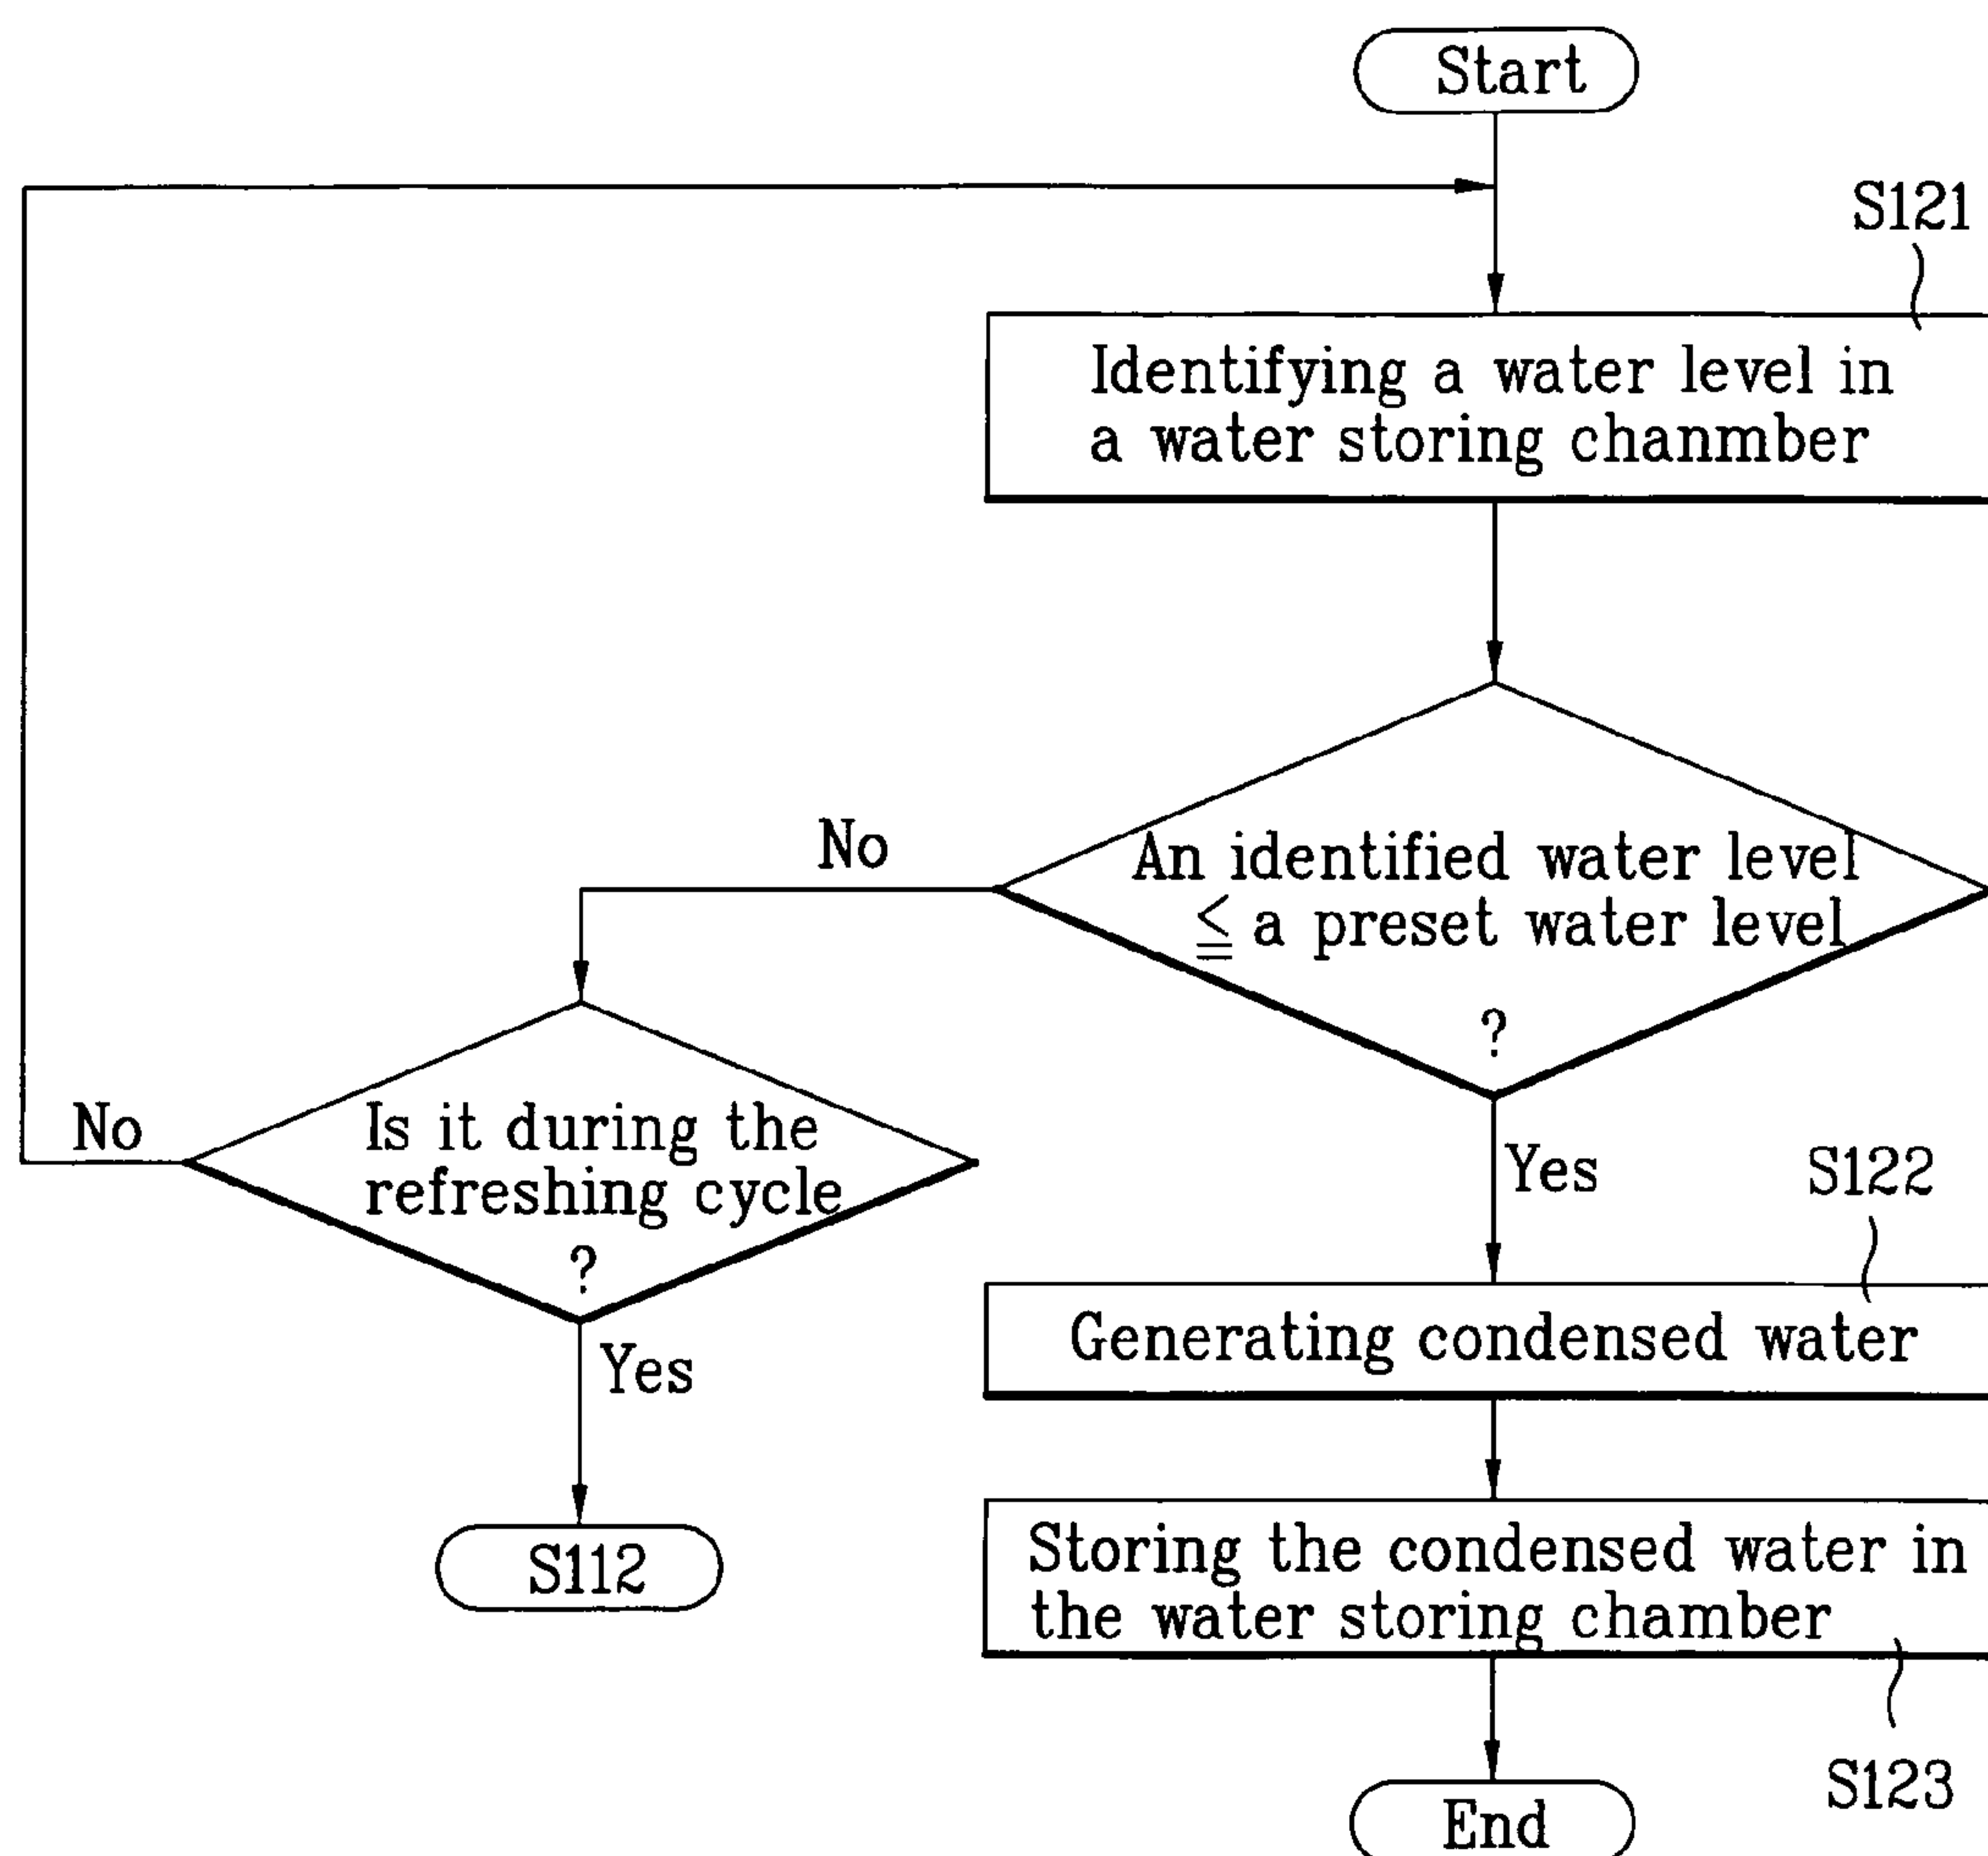 Start
S121
Identifying a water level in
a water storing chanmber
No
An identified water level
≦ a preset water level
?
No
Is it during the
refreshing cycle
?
Yes
S122
Yes
Generating condensed water
S112
Storing the condensed water in
the water storing chamber
S123
End